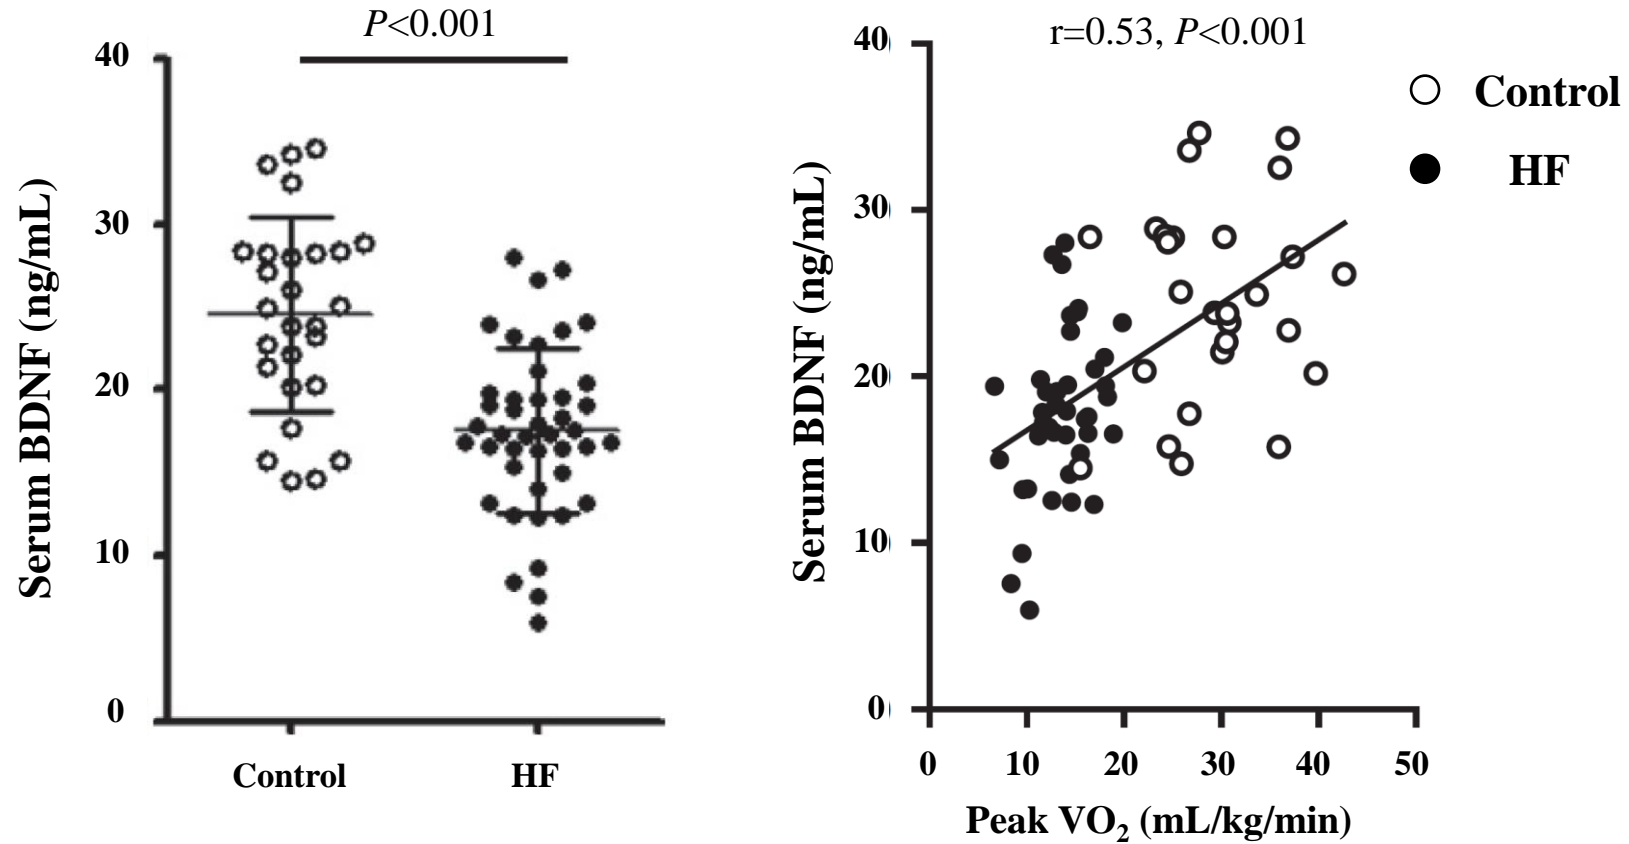 P<0.001
40
30
20
10
0
Serum BDNF (ng/mL)
Control
HF
r=0.53, P<0.001
40
30
20
10
0
Serum BDNF (ng/mL)
0 10 20 30 40 50
Peak VO₂ (mL/kg/min)
Control
HF